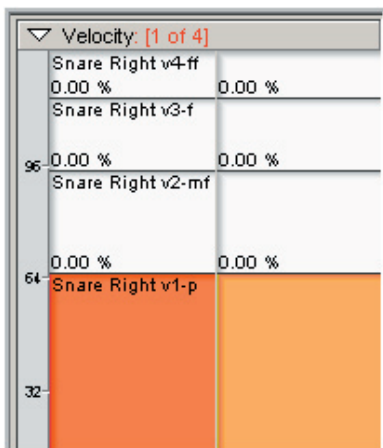 Velocity: [1 of 4]
Snare Right v4-ff
0.00 % 0.00 %
Snare Right v3-f
96 0.00 % 0.00 %
Snare Right v2-mf
0.00 % 0.00 %
64 Snare Right v1-p
32